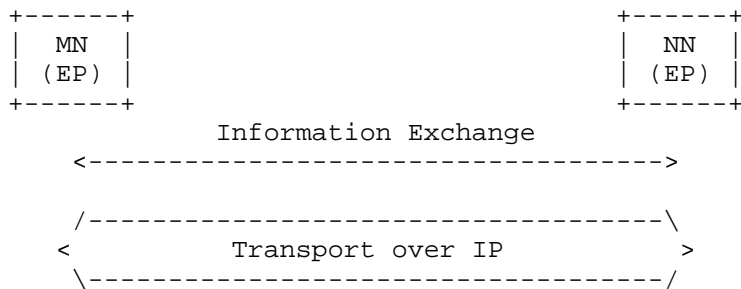 +------+ +------+
| MN | | NN |
| (EP) | | (EP) |
+------+ +------+
Information Exchange
<------------------------------------>
/------------------------------------\
< Transport over IP >
\------------------------------------/